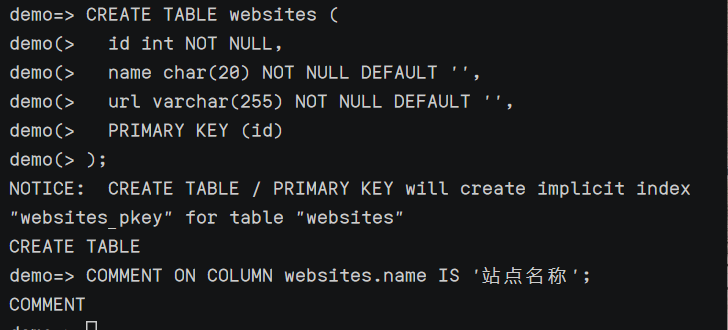 demo=> CREATE TABLE websites (
demo(>   id int NOT NULL,
demo(>   name char(20) NOT NULL DEFAULT '',
demo(>   url varchar(255) NOT NULL DEFAULT '',
demo(>   PRIMARY KEY (id)
demo(> );
NOTICE:  CREATE TABLE / PRIMARY KEY will create implicit index
"websites_pkey" for table "websites"
CREATE TABLE
demo=> COMMENT ON COLUMN websites.name IS '站点名称';
COMMENT